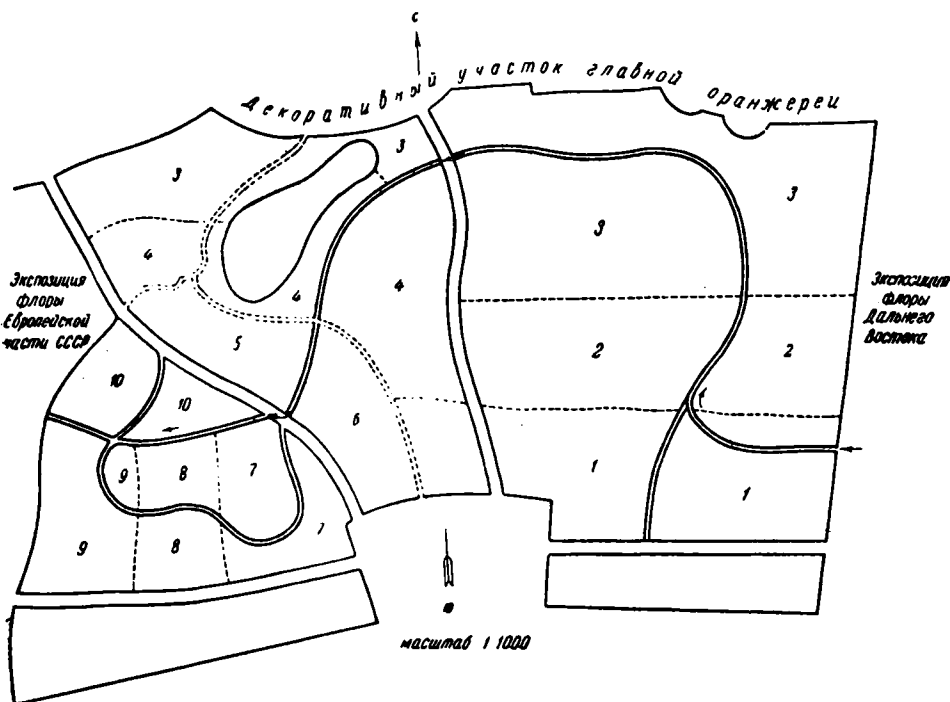 С
Декоративный участок главной оранжереи
3
3
3
3
4
4
4
Экспозиция
флоры
Европейской
части СССР
Экспозиция
флоры
Дальнего
Востока
5
2
2
10
10
6
9
8
7
1
1
9
8
7
Ю
масштаб 1 1000